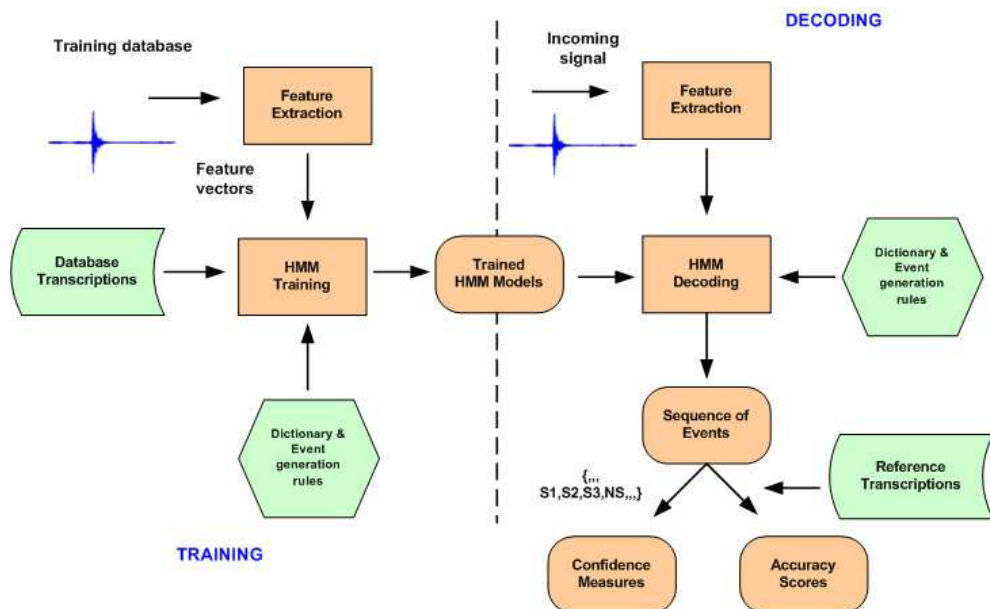 DECODING
Training database
Incoming
signal
Feature
Extraction
Feature
Extraction
Feature
vectors
Database
Transcriptions
HMM
Training
Trained
HMM Models
HMM
Decoding
Dictionary &
Event
generation
rules
Dictionary &
Event
generation
rules
Sequence of
Events
{,,,
S1,S2,S3,NS,,,}
Reference
Transcriptions
TRAINING
Confidence
Measures
Accuracy
Scores